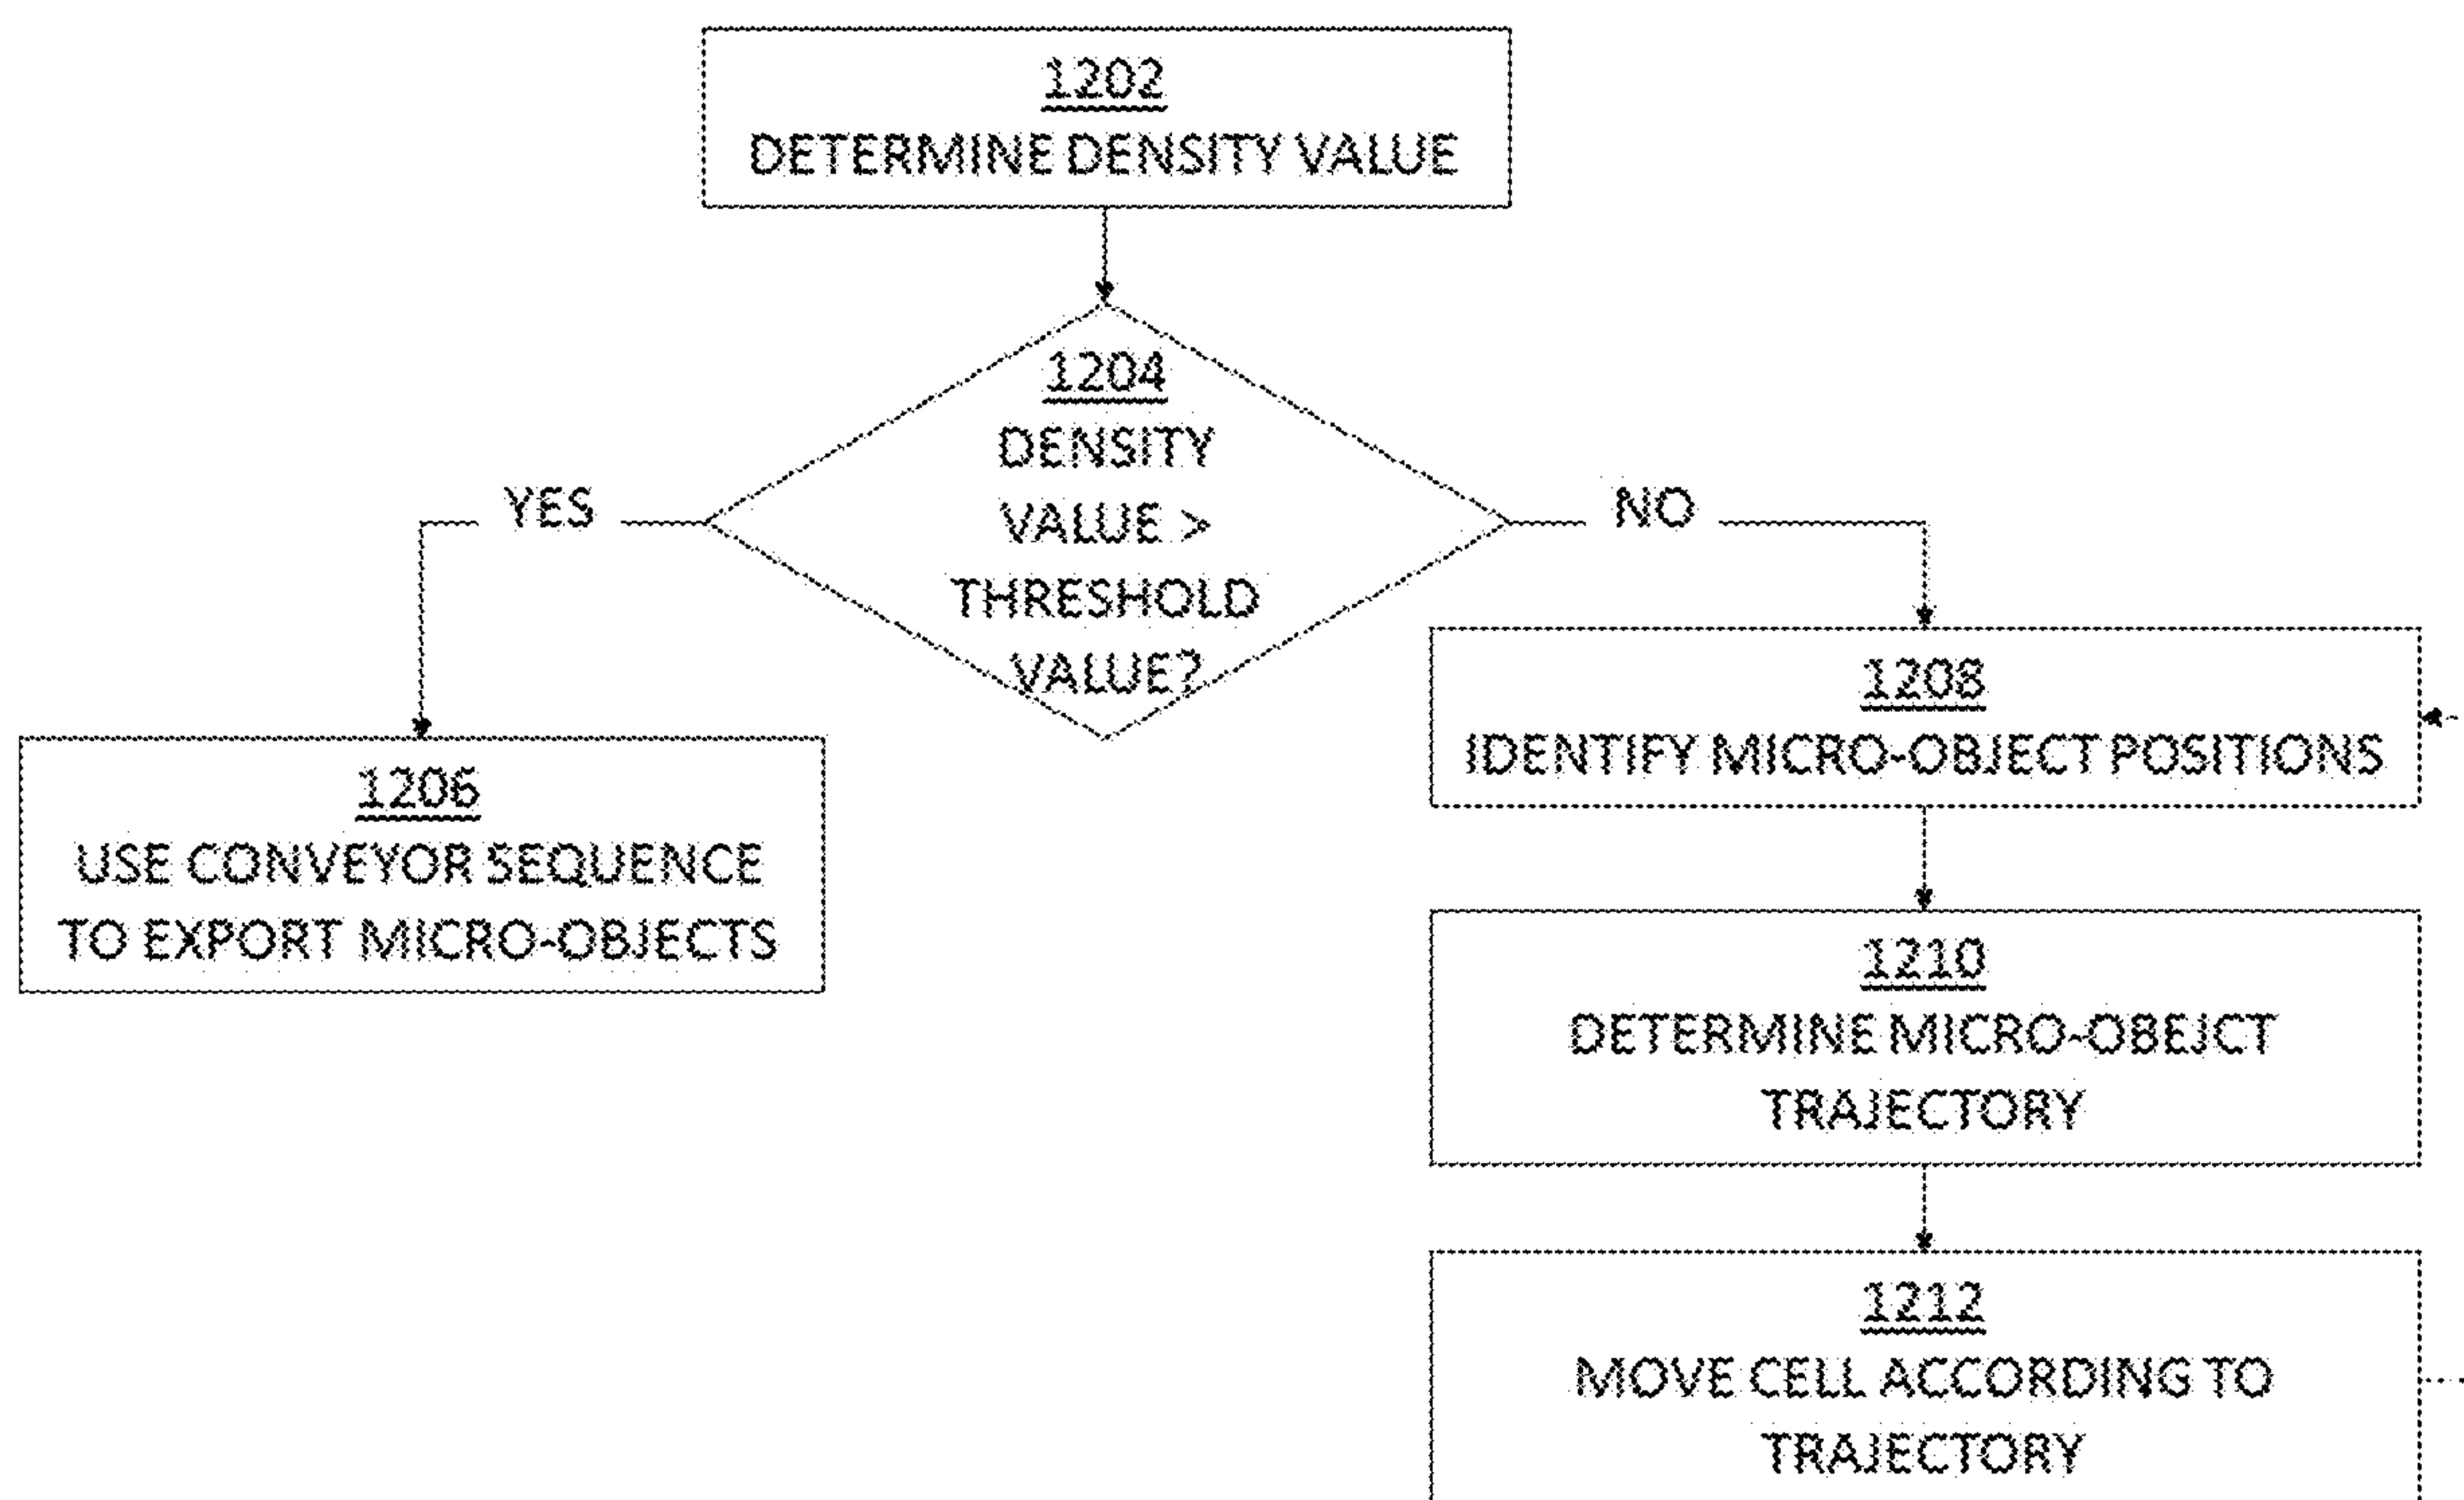 1202
DETERMINE DENSITY VALUE
1204
DENSITY
VALUE >
THRESHOLD
VALUE?
YES
NO
1206
USE CONVEYOR SEQUENCE
TO EXPORT MICRO-OBJECTS
1208
IDENTIFY MICRO-OBJECT POSITIONS
1210
DETERMINE MICRO-OBEJCT
TRAJECTORY
1212
MOVE CELL ACCORDING TO
TRAJECTORY